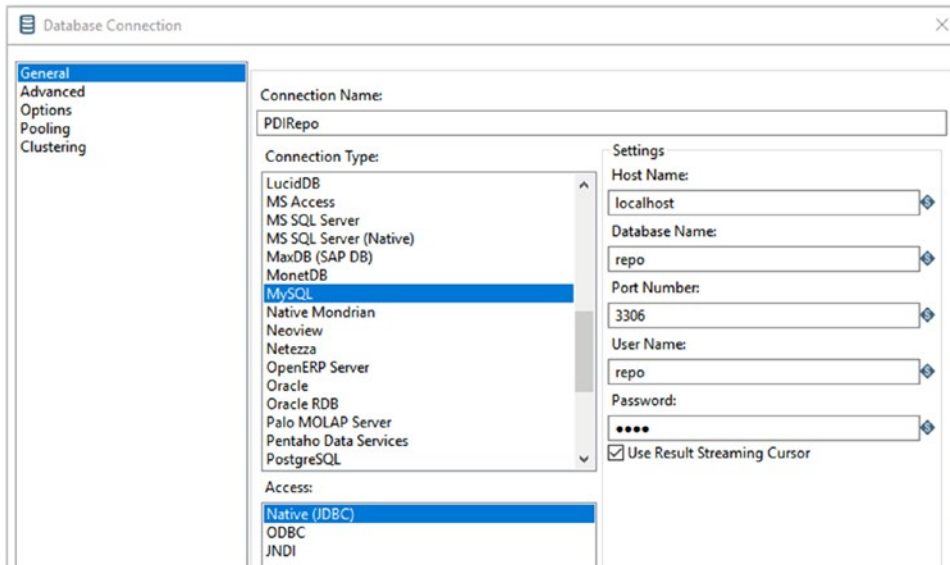 Database Connection
General
Advanced
Options
Pooling
Clustering
Connection Name:
PDIRepo
Connection Type:
LucidDB
MS Access
MS SQL Server
MS SQL Server (Native)
MaxDB (SAP DB)
MonetDB
MySQL
Native Mondrian
Neoview
Netezza
OpenERP Server
Oracle
Oracle RDB
Palo MOLAP Server
Pentaho Data Services
PostgreSQL
Access:
Native (JDBC)
ODBC
JNDI
Settings
Host Name:
localhost
Database Name:
repo
Port Number:
3306
User Name:
repo
Password:
●●●●
Use Result Streaming Cursor